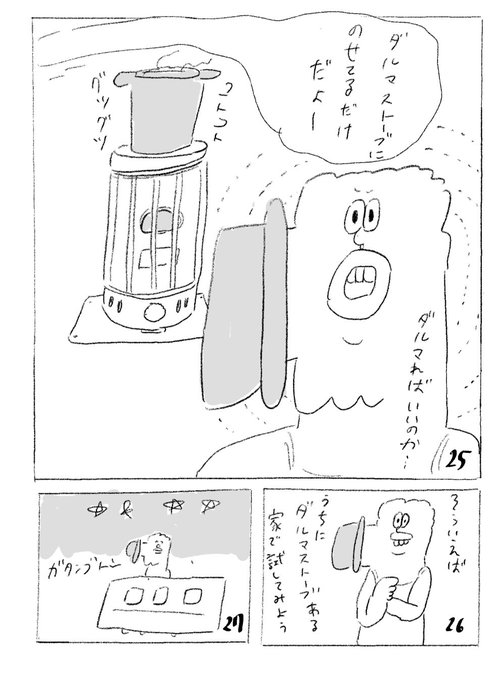 ダルマストーブに
のせてるだけ
だよー
コトコト
グツグツ
ダルマればいいのか…
25
そういえば
うちに
ダルマストーブある
家で試してみよう
26
ガタンゴトン
27